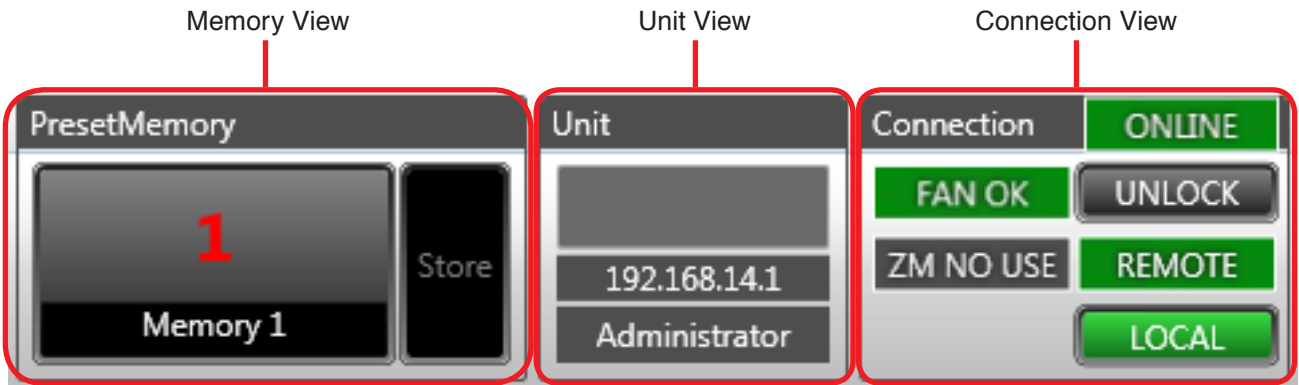 Memory View
Unit View
Connection View
PresetMemory
1
Memory 1
Store
Unit
192.168.14.1
Administrator
Connection
ONLINE
FAN OK
UNLOCK
ZM NO USE
REMOTE
LOCAL